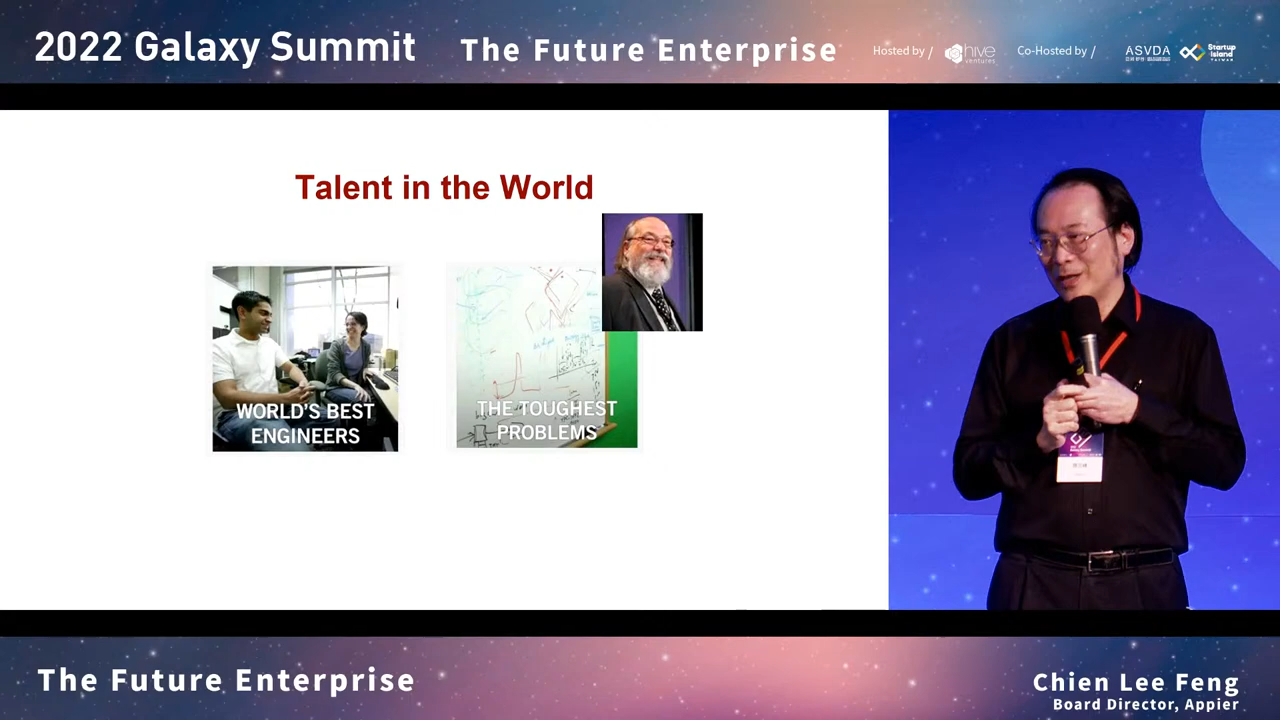 2022 Galaxy Summit
The Future Enterprise
Hosted by /
hive
ventures
Co-Hosted by /
ASVDA
Startup
Island
TAIWAN
Talent in the World
WORLD'S BEST
ENGINEERS
THE TOUGHEST
PROBLEMS
The Future Enterprise
Chien Lee Feng
Board Director, Appier